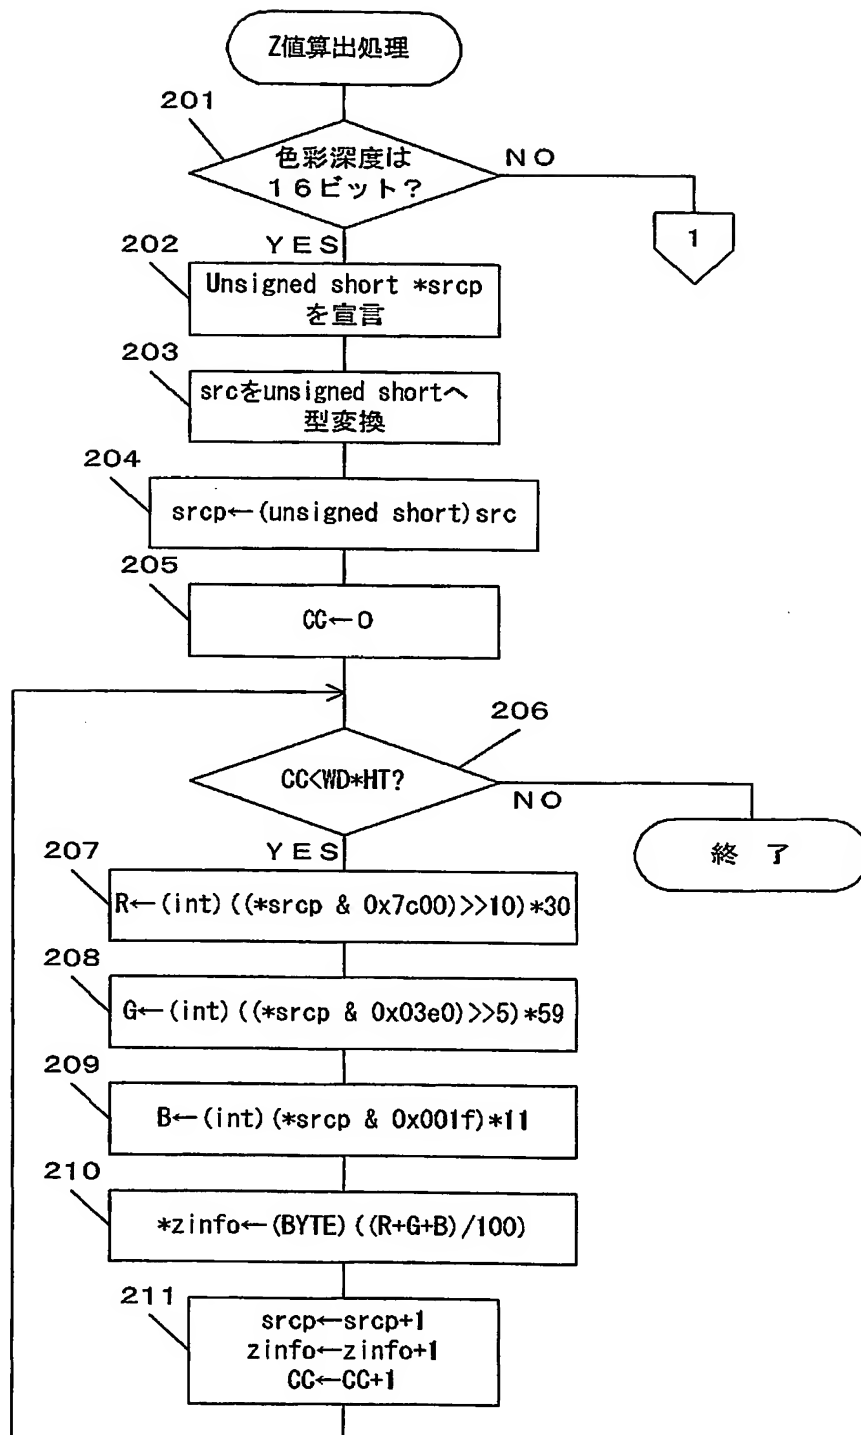 Z値算出処理
201
色彩深度は
16ビット?
NO
1
YES
202
Unsigned short *srcp
を宣言
203
srcをunsigned shortへ
型変換
204
srcp←(unsigned short)src
205
CC←0
206
CC<WD*HT?
NO
終 了
YES
207
R←(int)((*srcp & 0x7c00)>>10)*30
208
G←(int)((*srcp & 0x03e0)>>5)*59
209
B←(int)(*srcp & 0x001f)*11
210
*zinfo←(BYTE)((R+G+B)/100)
211
srcp←srcp+1
zinfo←zinfo+1
CC←CC+1